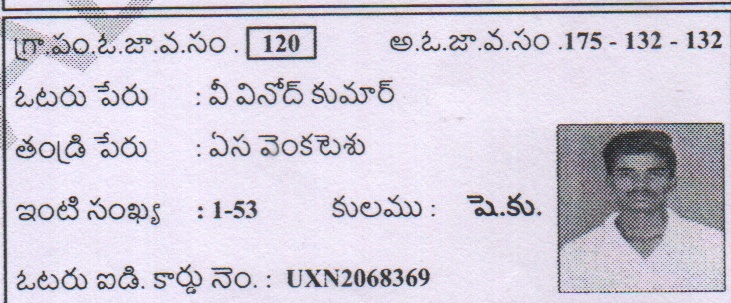 గ్రా.పం.ఓ.జా.వ.సం . 120 అ.ఓ.జా.వ.సం .175 - 132 - 132
ఓటరు పేరు : వీ వినోద్ కుమార్
తండ్రి పేరు : ఏస వెంకటెశు
ఇంటి సంఖ్య : 1-53 కులము : షె.కు.
ఓటరు ఐడి. కార్డు నెం. : UXN2068369